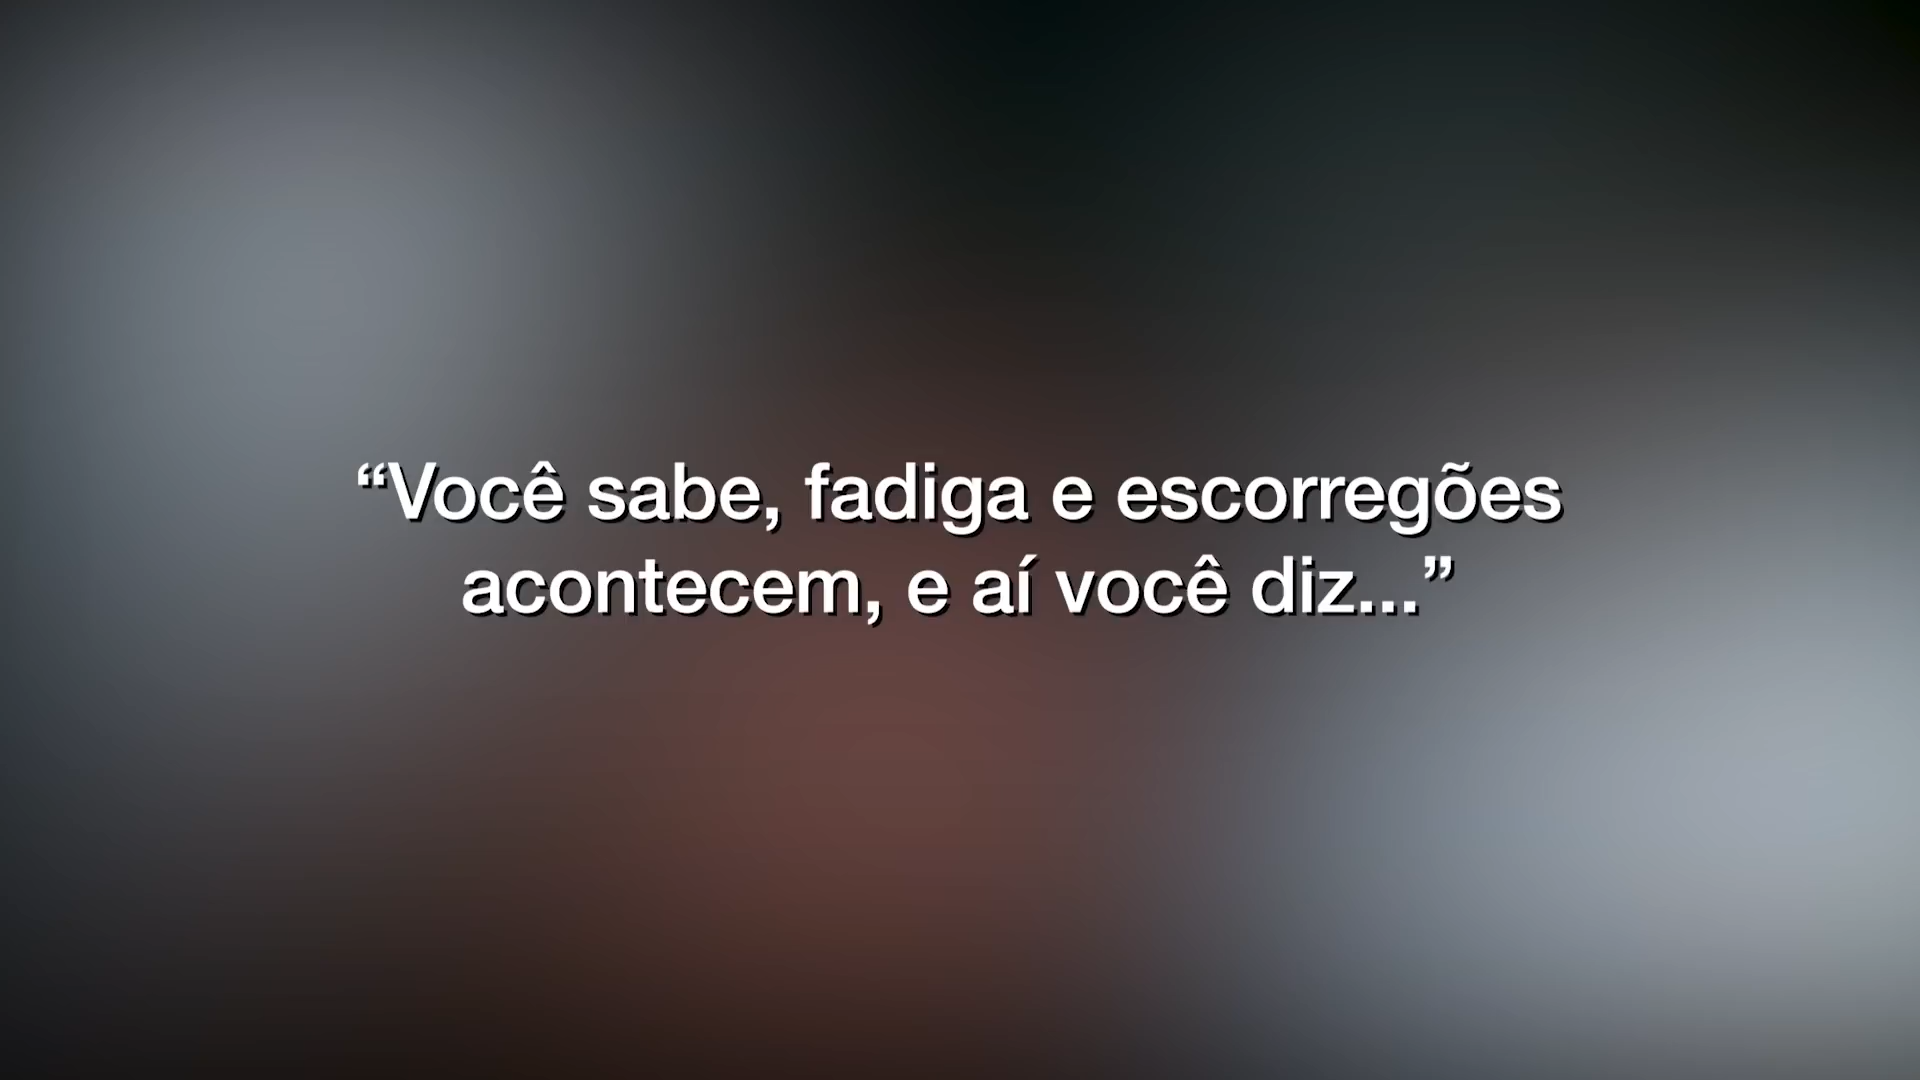 “Você sabe, fadiga e escorregões
acontecem, e aí você diz...”